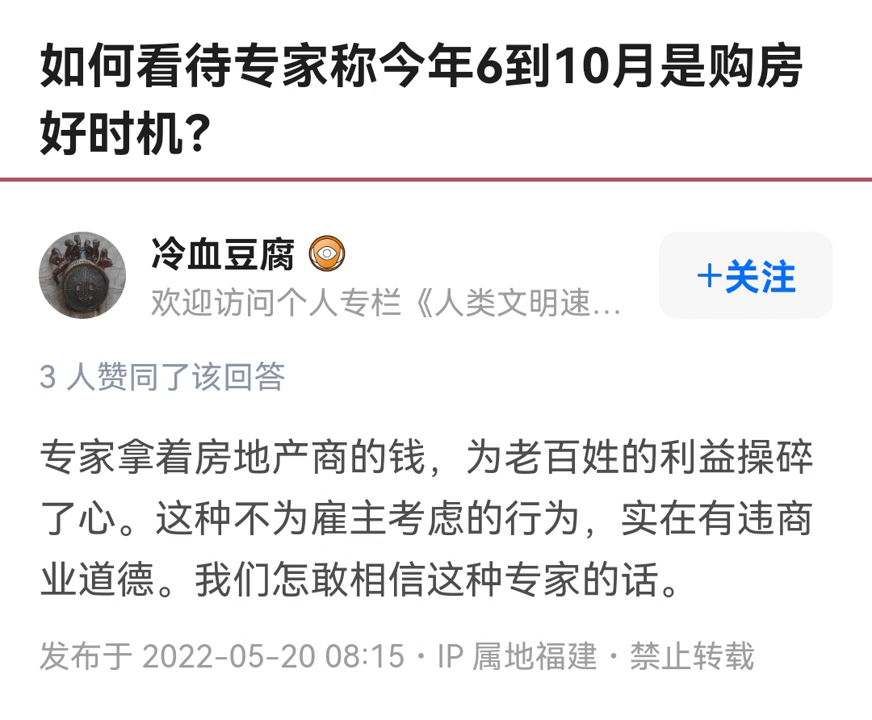 如何看待专家称今年6到10月是购房
好时机?
冷血豆腐
欢迎访问个人专栏《人类文明速...
+关注
3 人赞同了该回答
专家拿着房地产商的钱，为老百姓的利益操碎
了心。这种不为雇主考虑的行为，实在有违商
业道德。我们怎敢相信这种专家的话。
发布于 2022-05-20 08:15・IP 属地福建・禁止转载